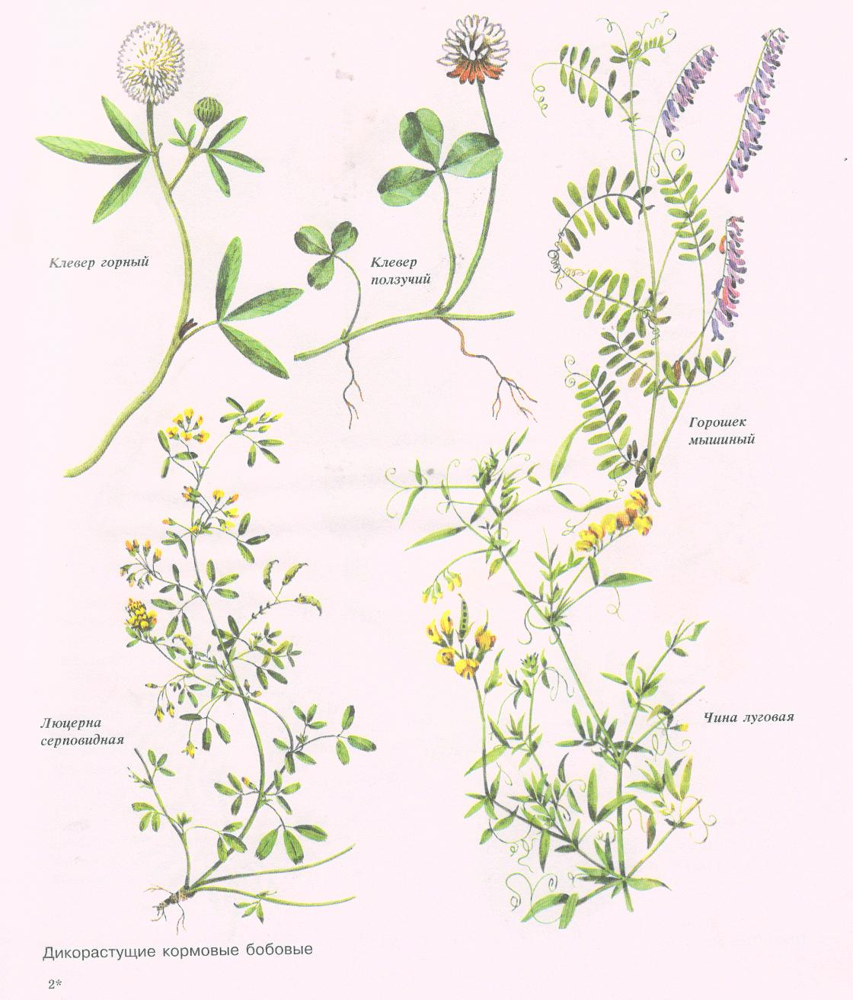 Клевер горный
Клевер
ползучий
Горошек
мышиный
Люцерна
серповидная
Чина луговая
Дикорастущие кормовые бобовые
2*